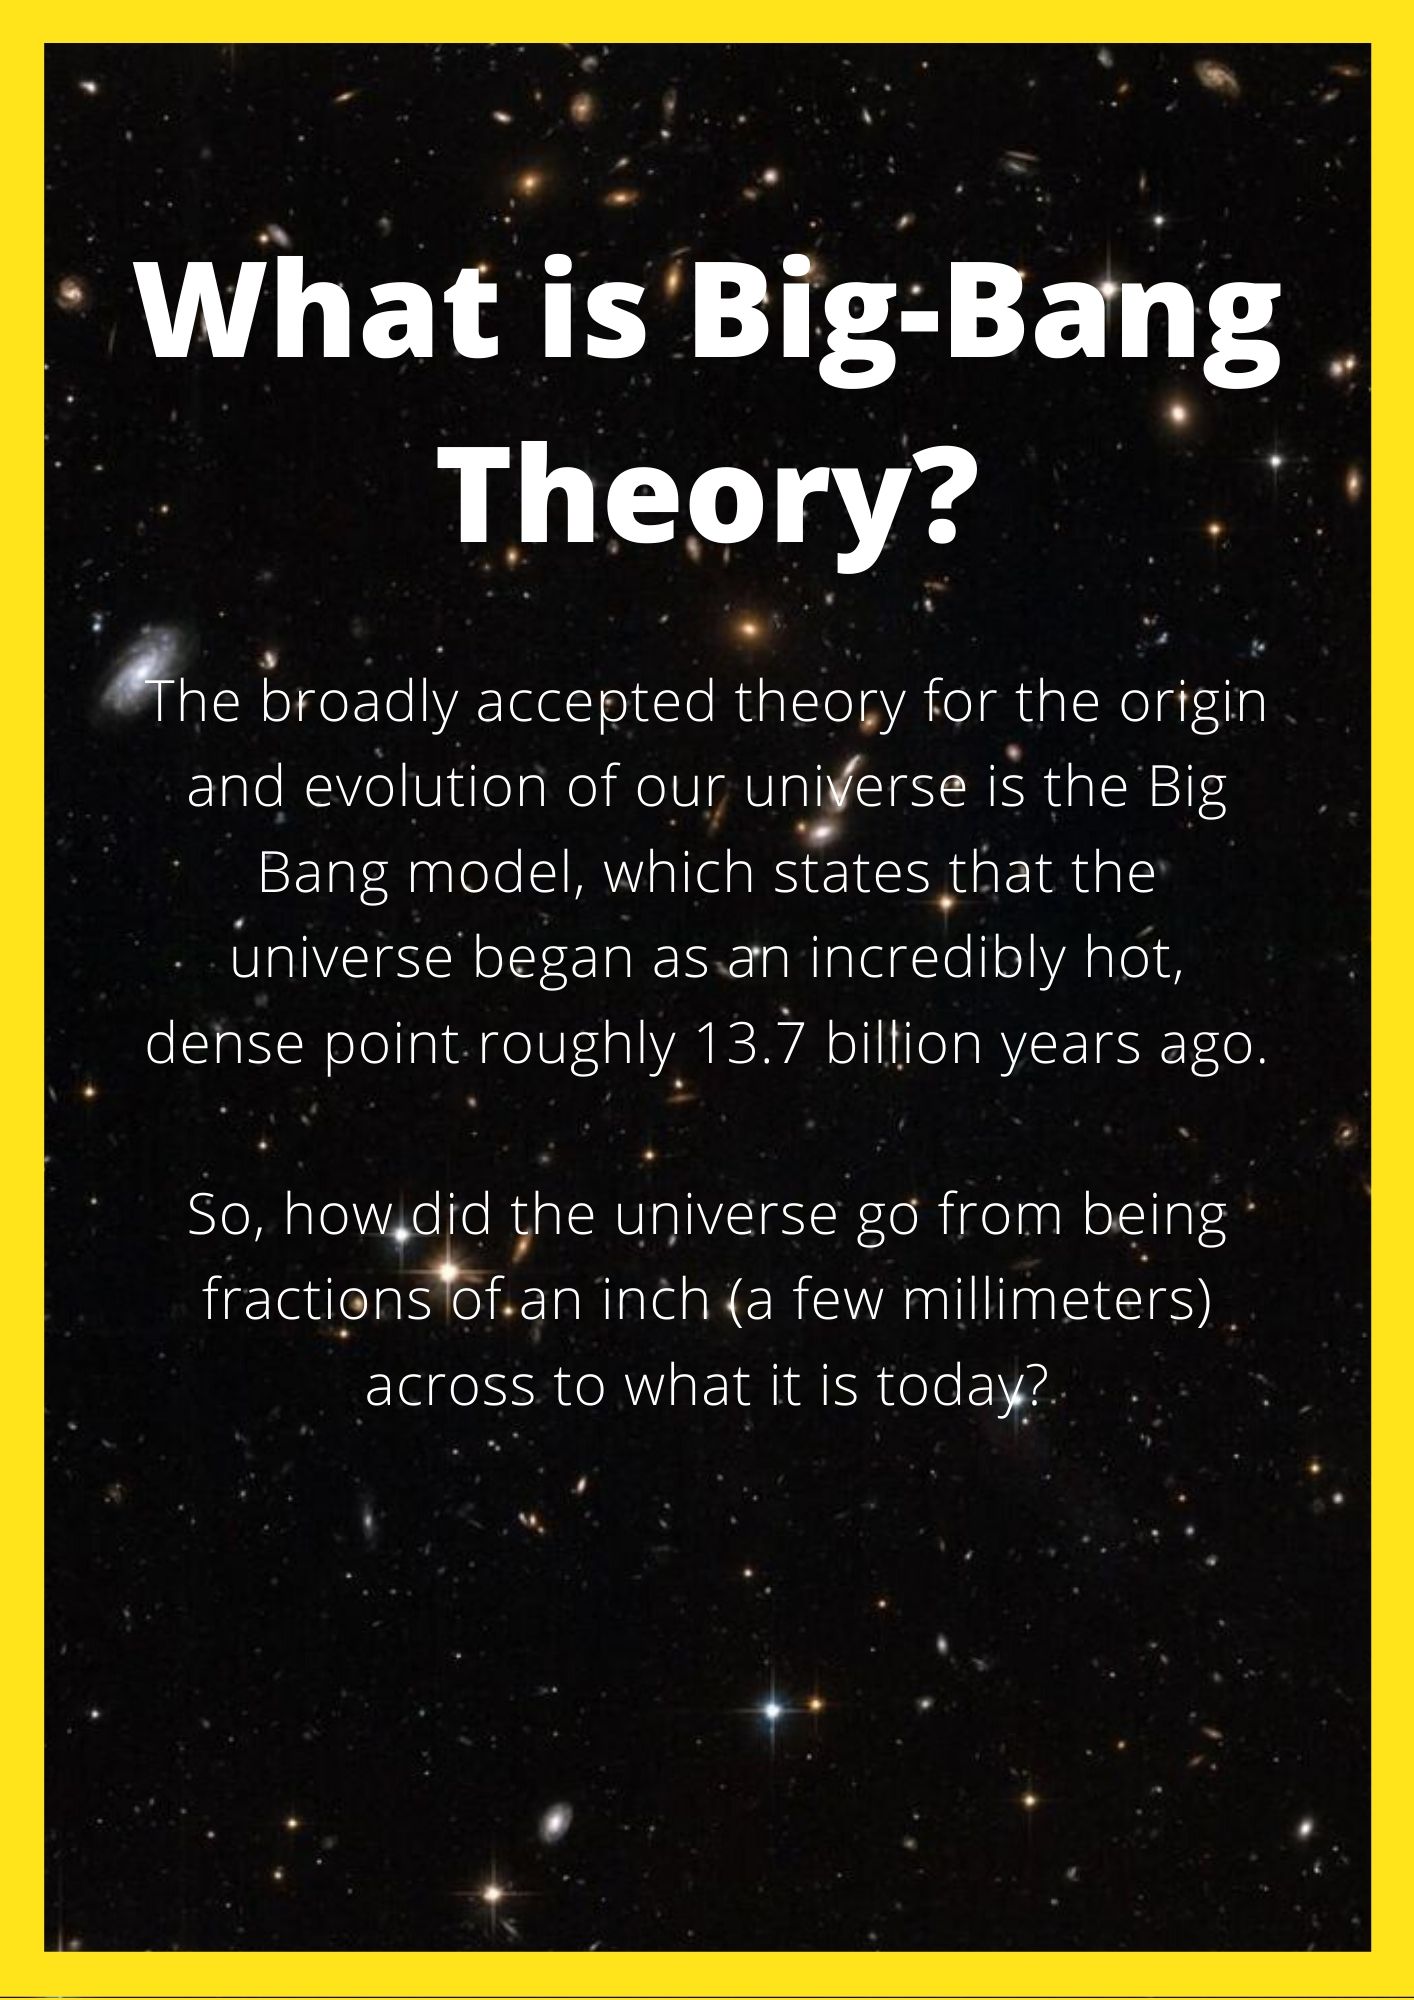 What is Big-Bang
Theory?
The broadly accepted theory for the origin
and evolution of our universe is the Big
Bang model, which states that the
universe began as an incredibly hot,
dense point roughly 13.7 billion years ago.
So, how did the universe go from being
fractions of an inch (a few millimeters)
across to what it is today?